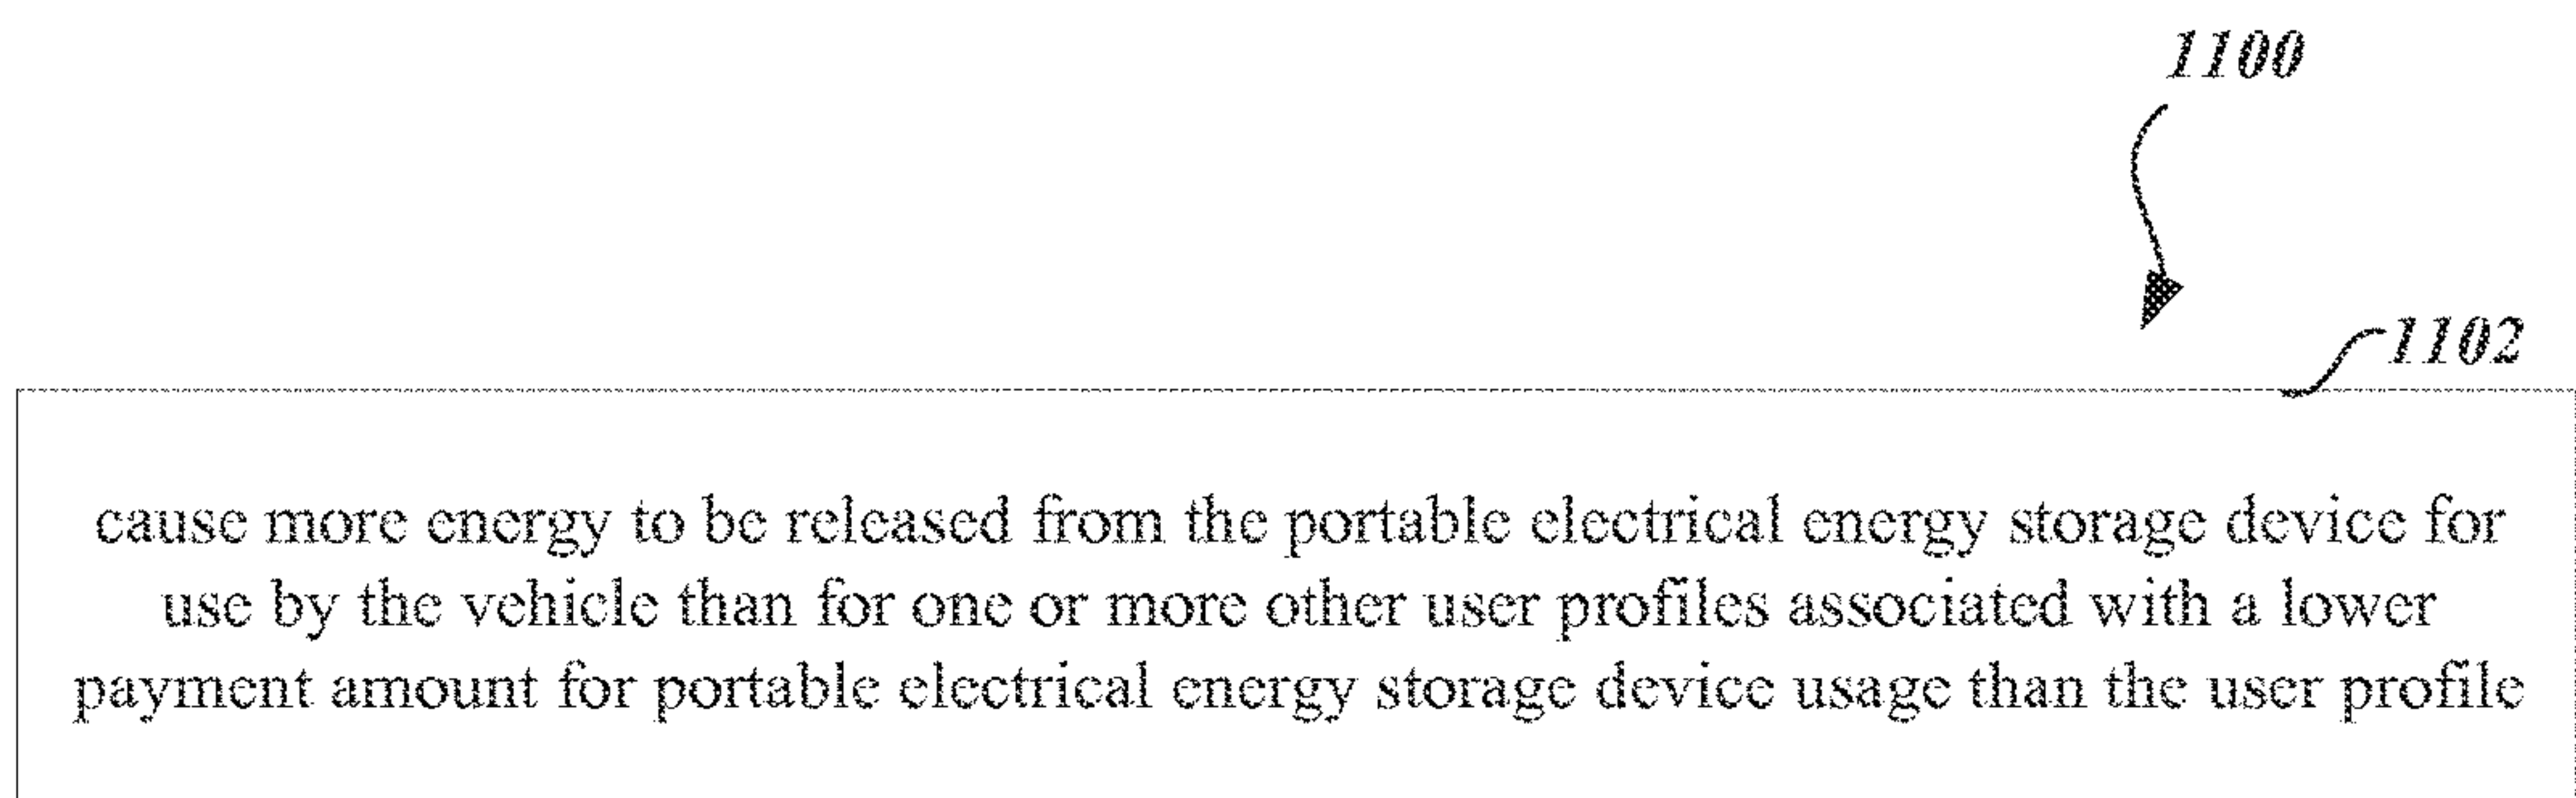 1100
1102
cause more energy to be released from the portable electrical energy storage device for
use by the vehicle than for one or more other user profiles associated with a lower
payment amount for portable electrical energy storage device usage than the user profile